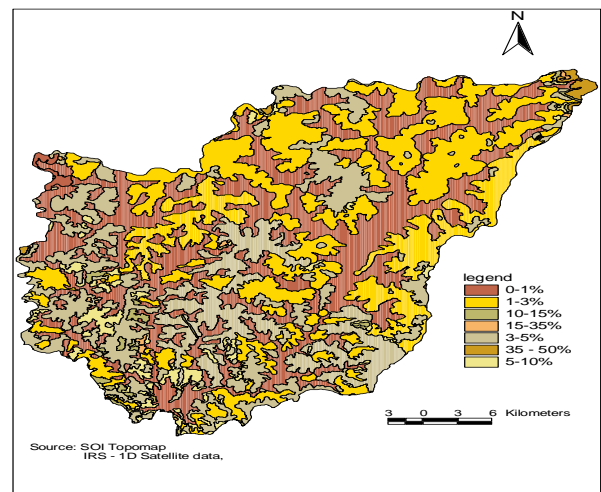 N
legend
0-1%
1-3%
10-15%
15-35%
3-5%
35 - 50%
5-10%
3 0 3 6 Kilometers
Source: SOI Topomap
IRS - 1D Satellite data,